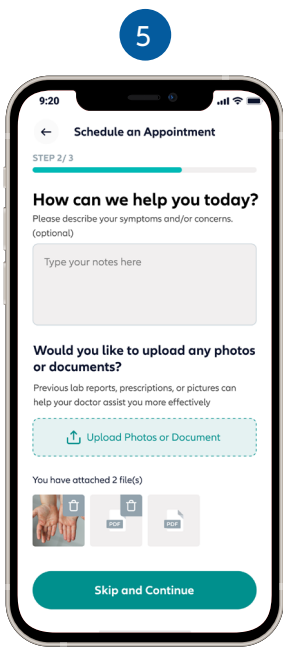 5
9:20
Schedule an Appointment
STEP 2/ 3
How can we help you today?
Please describe your symptoms and/or concerns.
(optional)
Type your notes here
Would you like to upload any photos
or documents?
Previous lab reports, prescriptions, or pictures can
help your doctor assist you more effectively
Upload Photos or Document
You have attached 2 file(s)
PDF
PDF
Skip and Continue